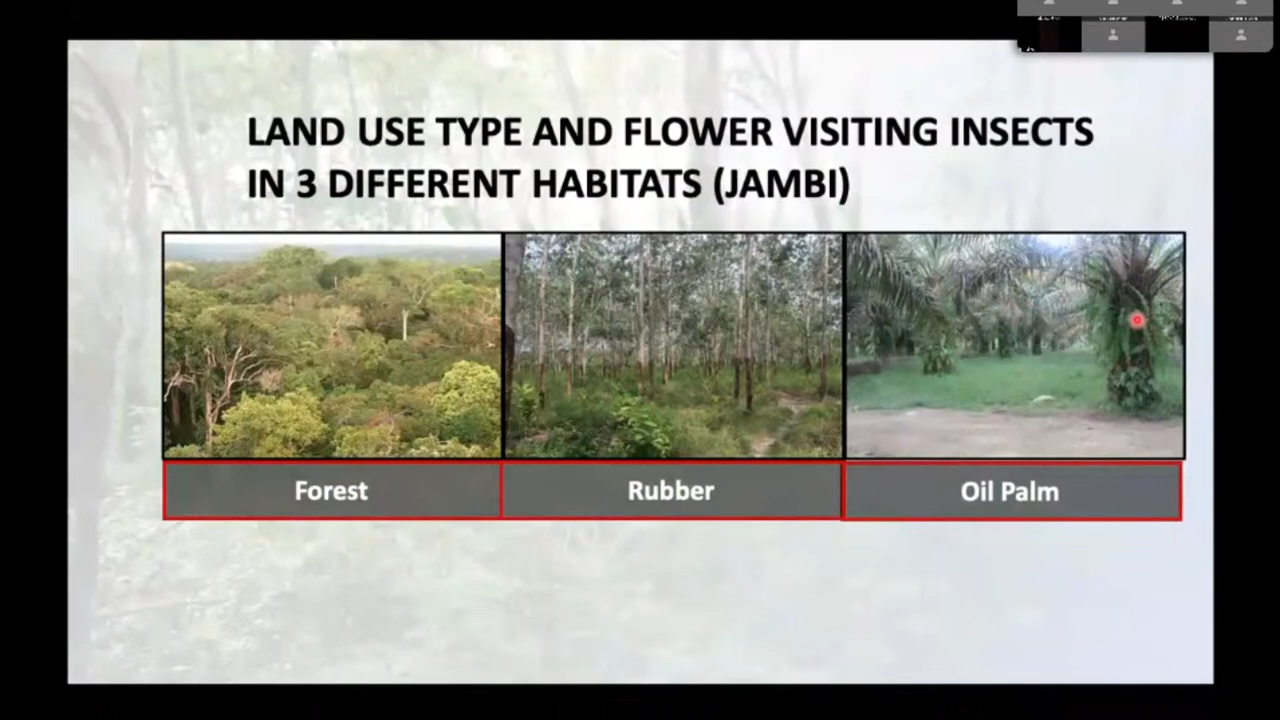 LAND USE TYPE AND FLOWER VISITING INSECTS
IN 3 DIFFERENT HABITATS (JAMBI)
Forest
Rubber
Oil Palm